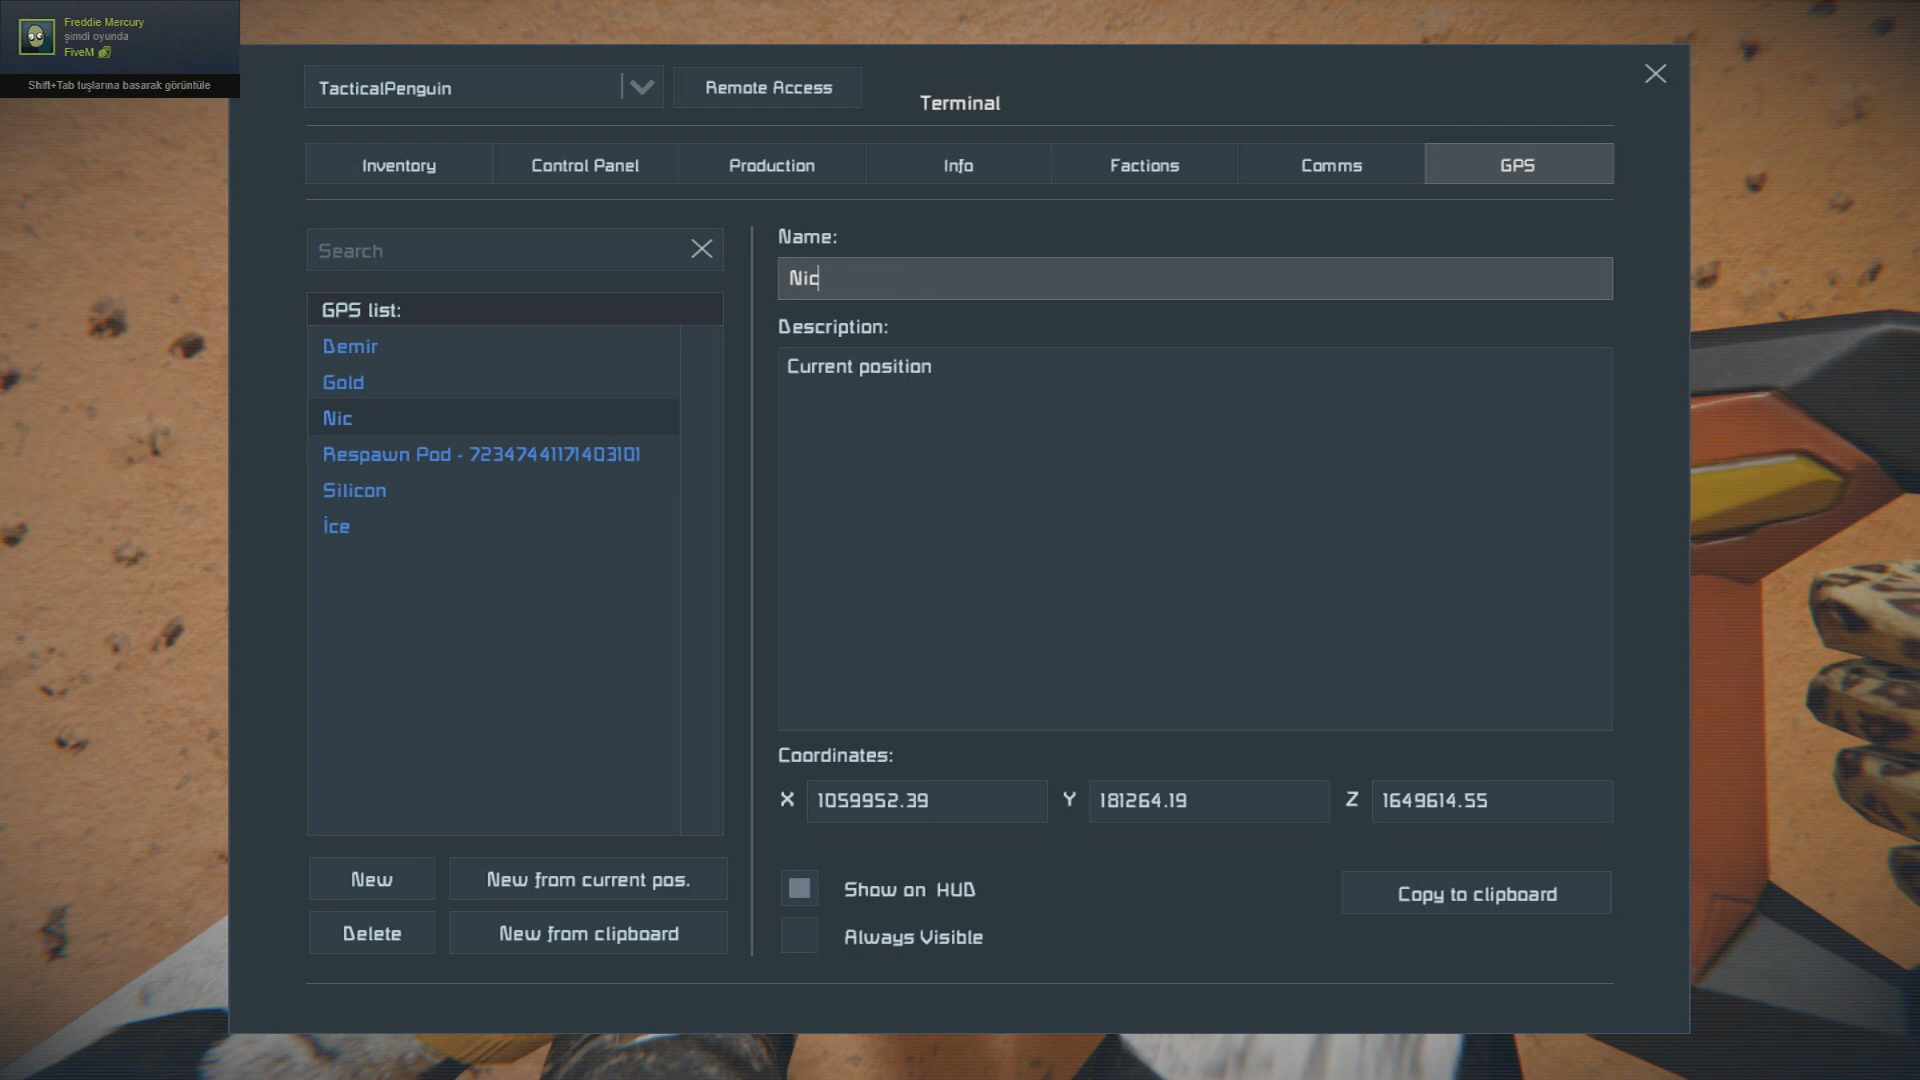 Freddie Mercury
şimdi oyunda
FiveM
Shift+Tab tuşlarına basarak görüntüle
TacticalPenguin
Remote Access
Terminal
Inventory
Control Panel
Production
Info
Factions
Comms
GPS
Search
GPS list:
Demir
Gold
Nic
Respawn Pod - 72347441171403101
Silicon
İce
New
New from current pos.
Delete
New from clipboard
Name:
Nic
Description:
Current position
Coordinates:
X 1059952.39 Y 181264.19 Z 1649614.55
Show on HUD
Always Visible
Copy to clipboard